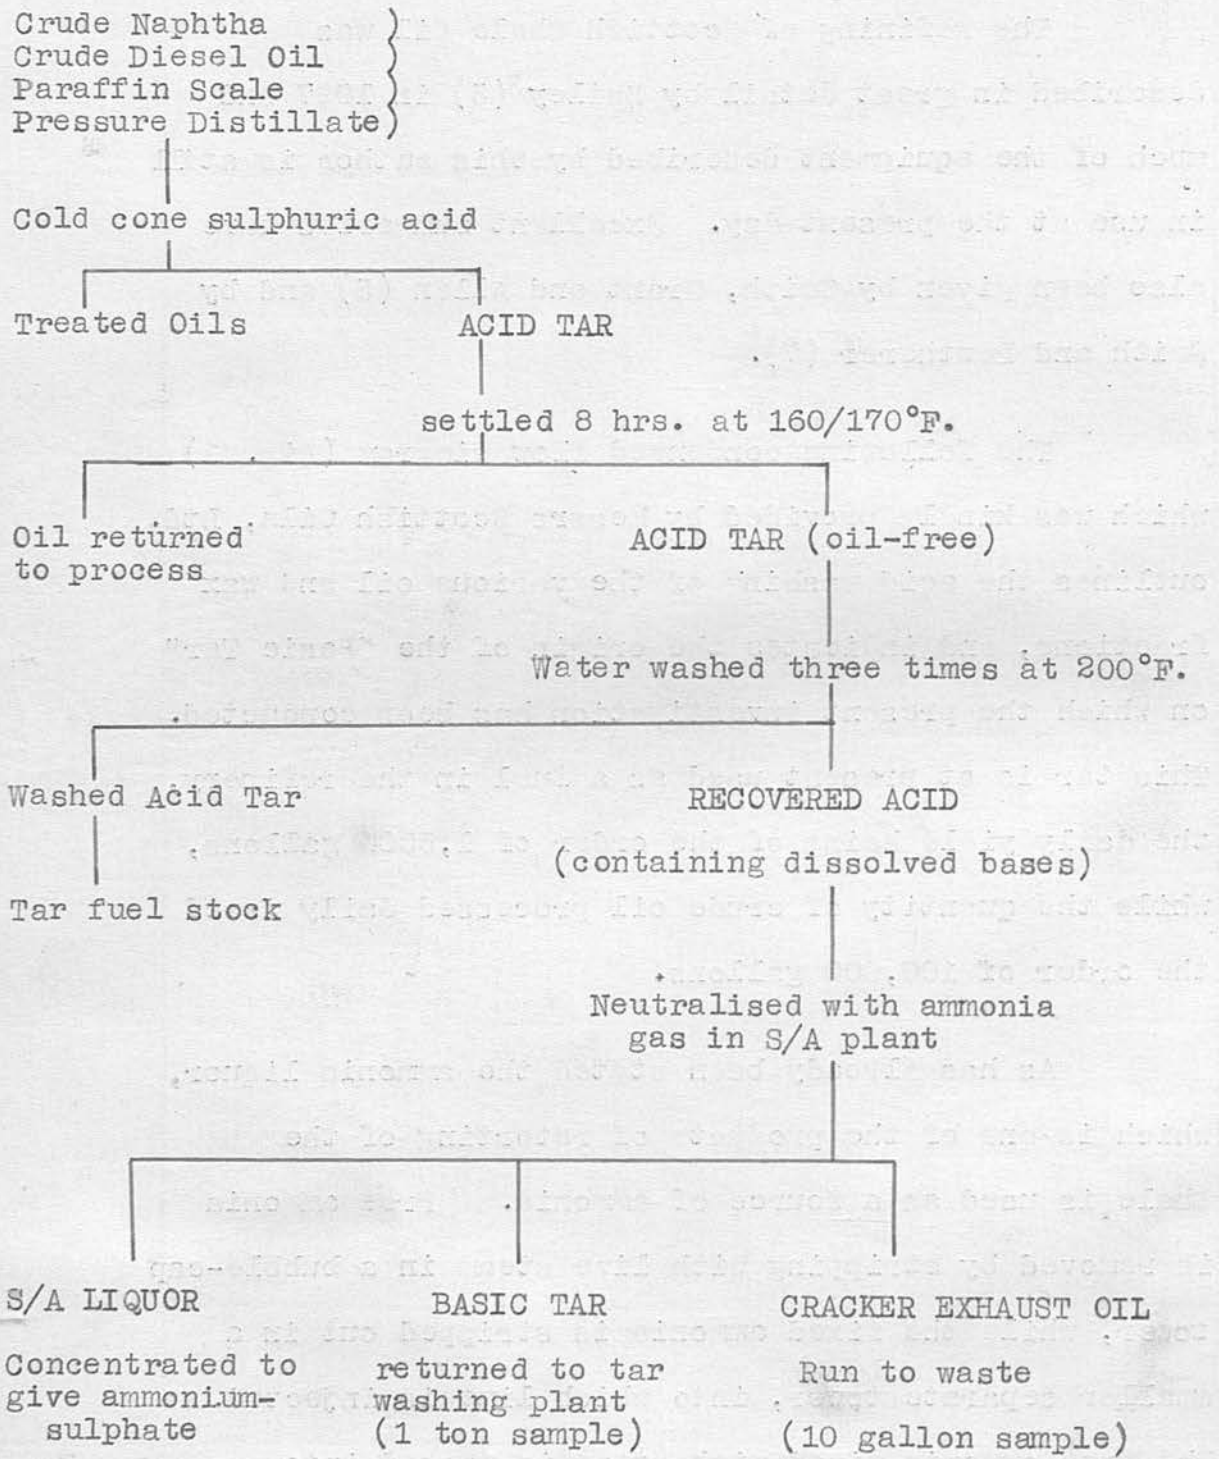 Crude Naphtha )
Crude Diesel Oil )
Paraffin Scale )
Pressure Distillate)
Cold conc sulphuric acid
Treated Oils ACID TAR
settled 8 hrs. at 160/170°F.
Oil returned ACID TAR (oil-free)
to process
Water washed three times at 200°F.
Washed Acid Tar RECOVERED ACID
(containing dissolved bases)
Tar fuel stock
Neutralised with ammonia
gas in S/A plant
S/A LIQUOR BASIC TAR CRACKER EXHAUST OIL
Concentrated to returned to tar Run to waste
give ammonium- washing plant
sulphate (1 ton sample) (10 gallon sample)